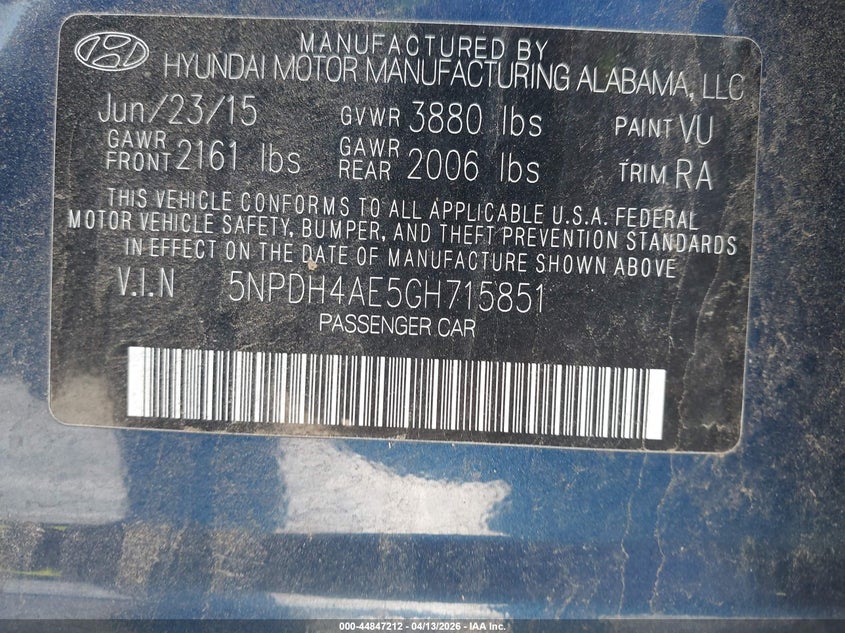 MANUFACTURED BY
HYUNDAI MOTOR MANUFACTURING ALABAMA, LLC
Jun/23/15 GVWR 3880 lbs PAINT VU
GAWR FRONT 2161 lbs GAWR REAR 2006 lbs TRIM RA
THIS VEHICLE CONFORMS TO ALL APPLICABLE U.S.A. FEDERAL
MOTOR VEHICLE SAFETY, BUMPER, AND THEFT PREVENTION STANDARDS
IN EFFECT ON THE DATE OF MANUFACTURE SHOWN ABOVE
V.I.N 5NPDH4AE5GH715851
PASSENGER CAR
000-44847212 - 04/13/2026 - IAA Inc.